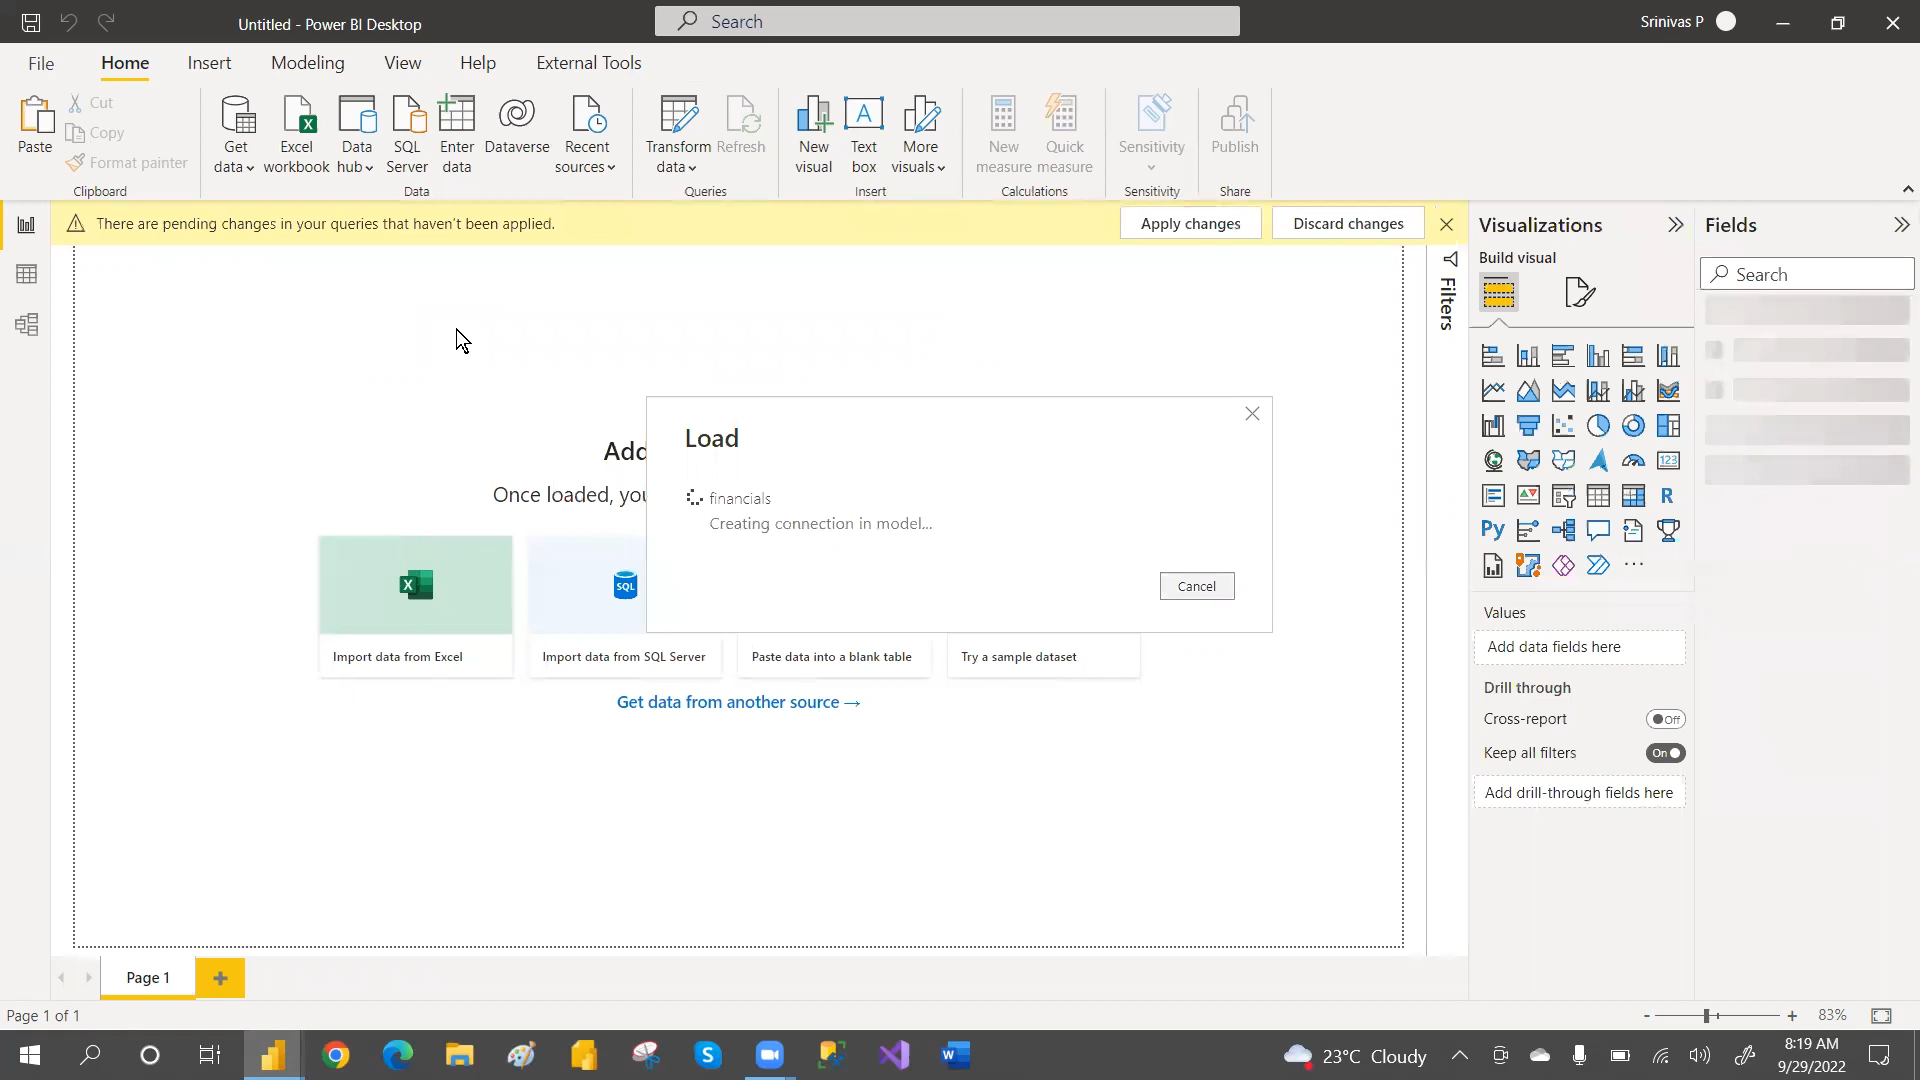 Untitled - Power BI Desktop
Search
Srinivas P
File
Home
Insert
Modeling
View
Help
External Tools
Paste
Cut
Copy
Format painter
Clipboard
Get data
Excel workbook
Data hub
SQL Server
Enter data
Dataverse
Recent sources
Data
Transform data
Refresh
Queries
New visual
Text box
More visuals
Insert
New measure
Quick measure
Calculations
Sensitivity
Sensitivity
Publish
Share
There are pending changes in your queries that haven't been applied.
Apply changes
Discard changes
Filters
Add
Once loaded, you
Load
financials
Creating connection in model...
Cancel
SQL
Import data from Excel
Import data from SQL Server
Paste data into a blank table
Try a sample dataset
Get data from another source →
Visualizations
Build visual
123
R
Py
Values
Add data fields here
Drill through
Cross-report
Off
Keep all filters
On
Add drill-through fields here
Fields
Search
Page 1
Page 1 of 1
83%
23°C Cloudy
8:19 AM
9/29/2022